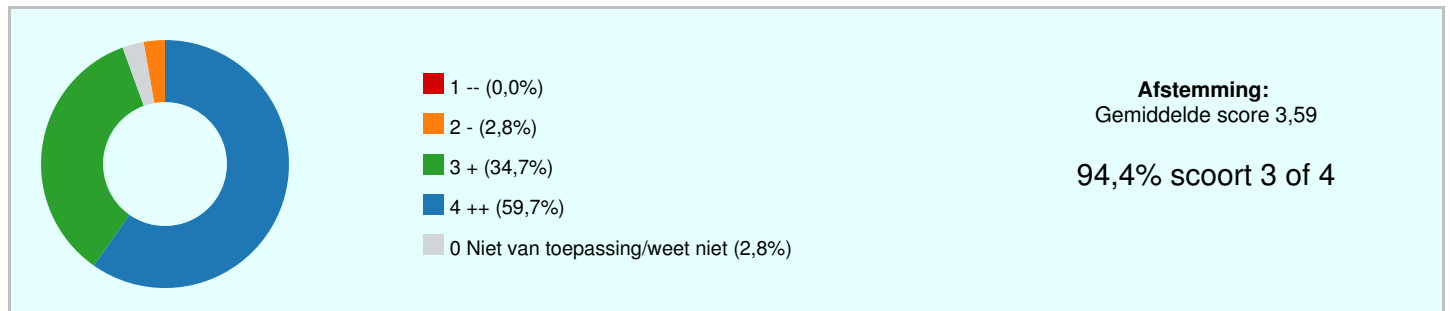 1 -- (0,0%)
2 - (2,8%)
3 + (34,7%)
4 ++ (59,7%)
0 Niet van toepassing/weet niet (2,8%)
Afstemming:
Gemiddelde score 3,59
94,4% scoort 3 of 4